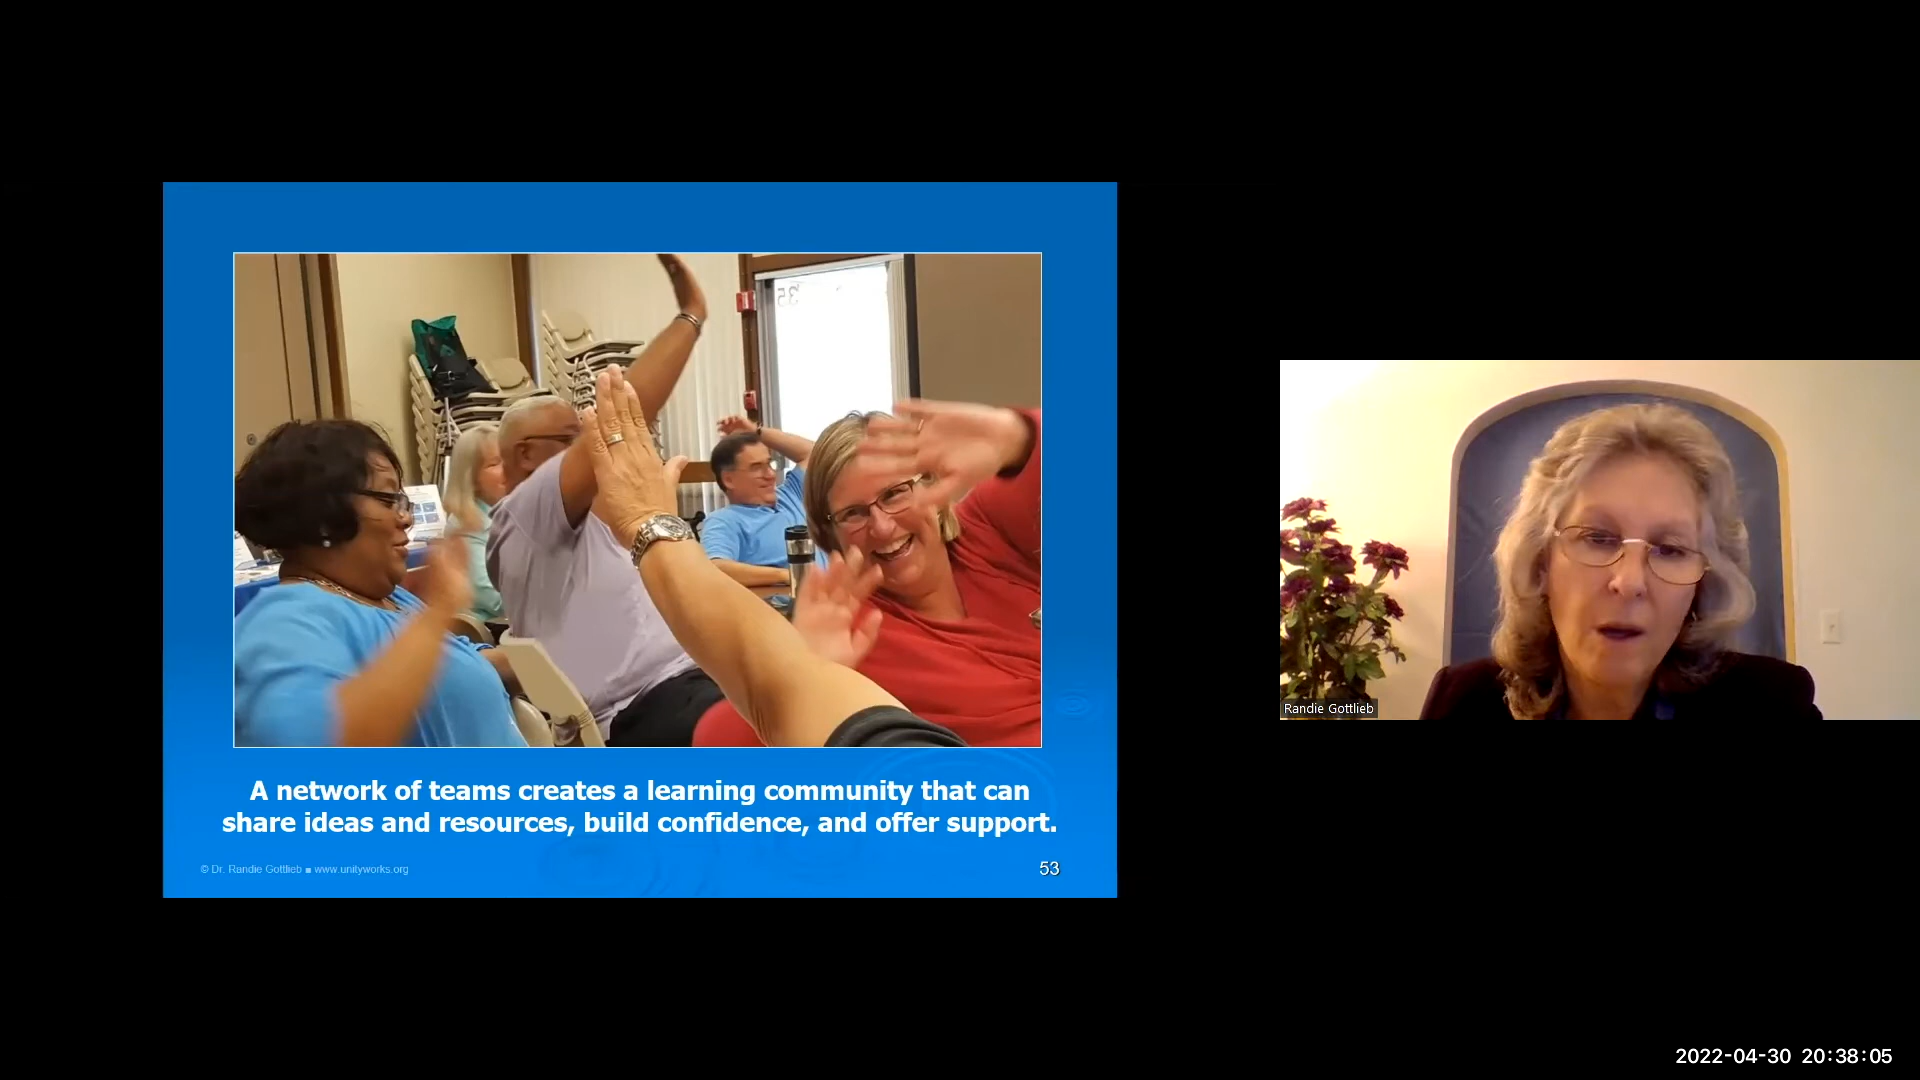 A network of teams creates a learning community that can
share ideas and resources, build confidence, and offer support.
© Dr. Randie Gottlieb ■ www.unityworks.org
53
Randie Gottlieb
2022-04-30 20:38:05